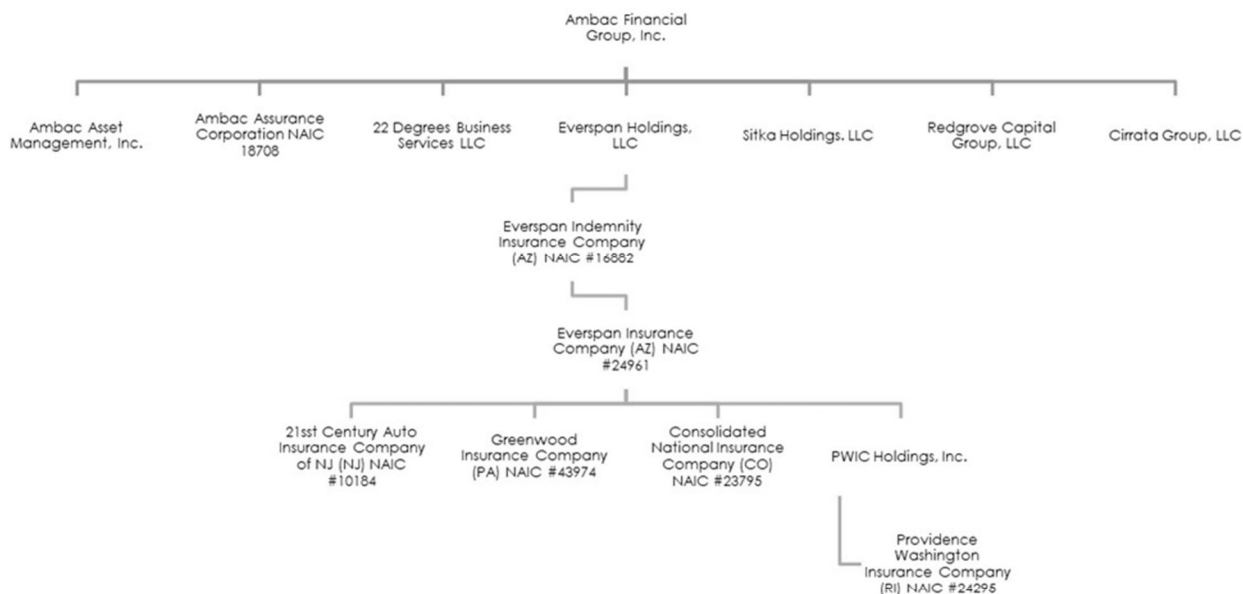 Ambac Financial
Group, Inc.
Ambac Asset
Management, Inc.
Ambac Assurance
Corporation NAIC
18708
22 Degrees Business
Services LLC
Everspan Holdings,
LLC
Sitka Holdings. LLC
Redgrove Capital
Group, LLC
Cirrata Group, LLC
Everspan Indemnity
Insurance Company
(AZ) NAIC #16882
Everspan Insurance
Company (AZ) NAIC
#24961
21sst Century Auto
Insurance Company
of NJ (NJ) NAIC
#10184
Greenwood
Insurance Company
(PA) NAIC #43974
Consolidated
National Insurance
Company (CO)
NAIC #23795
PWIC Holdings, Inc.
Providence
Washington
Insurance Company
(RI) NAIC #24295